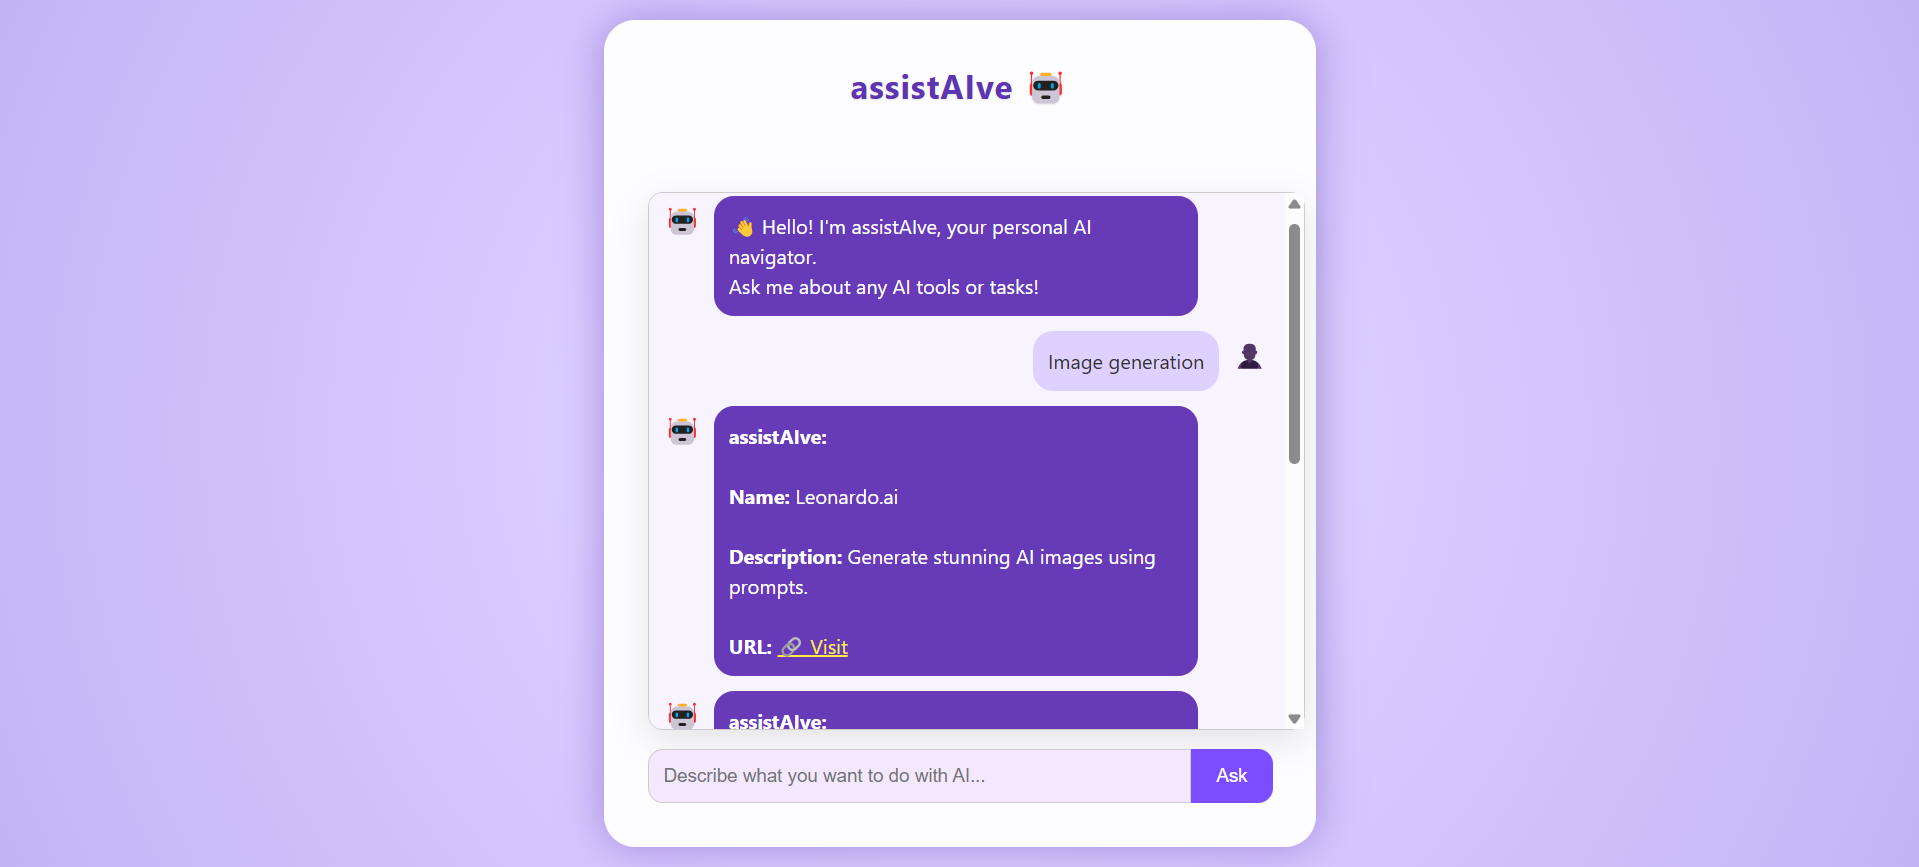 assistAIve
👋 Hello! I'm assistAIve, your personal AI
navigator.
Ask me about any AI tools or tasks!
Image generation
assistAIve:
Name: Leonardo.ai
Description: Generate stunning AI images using
prompts.
URL: 🔗 Visit
assistAIve:
Describe what you want to do with AI...
Ask